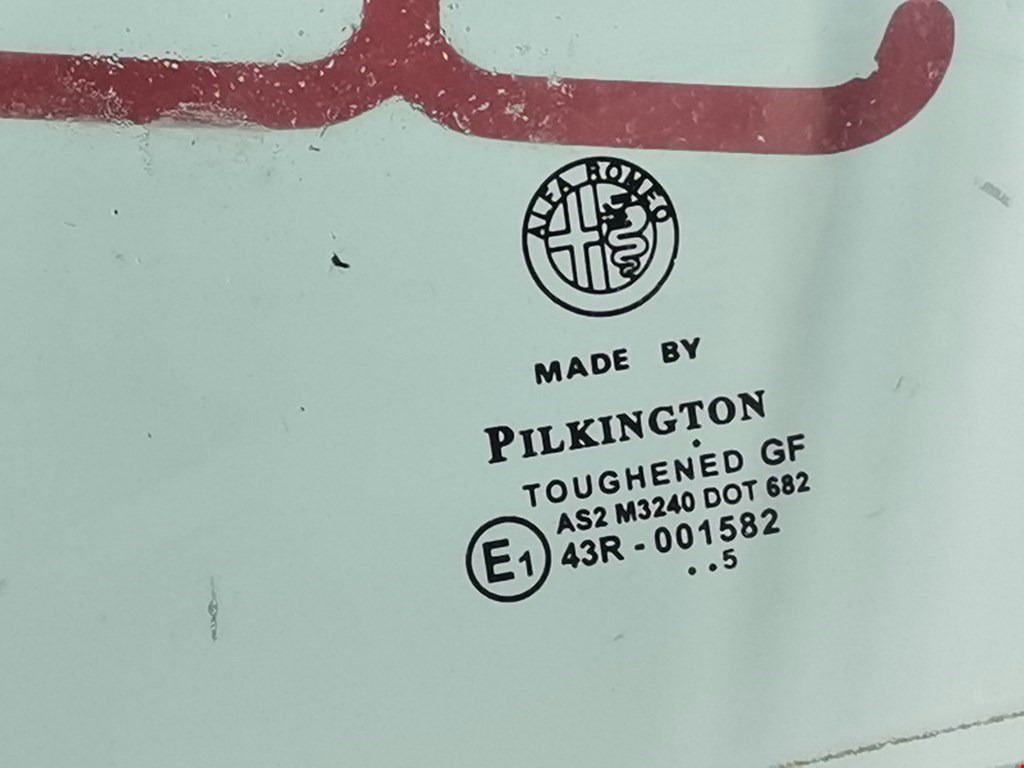 ALFA ROMEO
MADE BY
PILKINGTON
TOUGHENED GF
AS2 M3240 DOT 682
E1 43R - 001582
. . 5